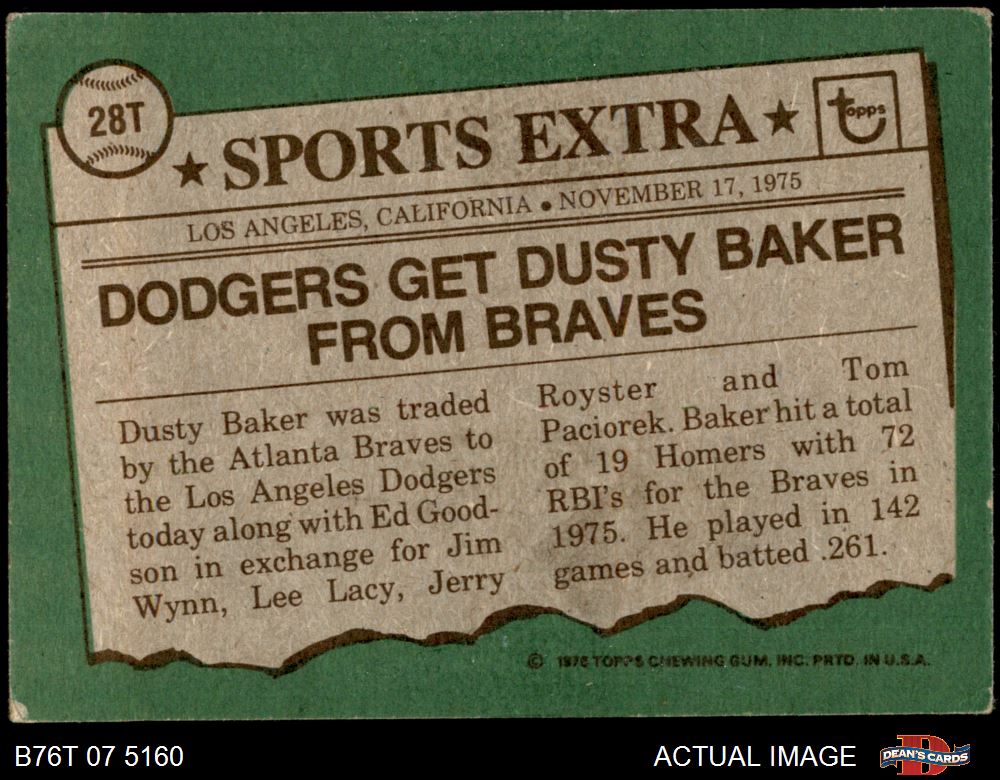 28T
★ SPORTS EXTRA ★
topps
LOS ANGELES, CALIFORNIA • NOVEMBER 17, 1975
DODGERS GET DUSTY BAKER
FROM BRAVES
Dusty Baker was traded
by the Atlanta Braves to
the Los Angeles Dodgers
today along with Ed Good-
son in exchange for Jim
Wynn, Lee Lacy, Jerry
Royster and Tom
Paciorek. Baker hit a total
of 19 Homers with 72
RBI's for the Braves in
1975. He played in 142
games and batted .261.
© 1976 TOPPS CHEWING GUM, INC. PRTD. IN U.S.A.
B76T 07 5160
ACTUAL IMAGE
D
DEAN'S CARDS